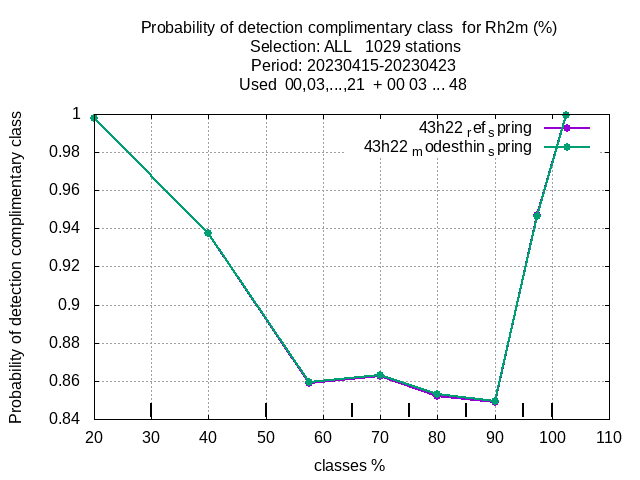 Probability of detection complimentary class  for Rh2m (%)
Selection: ALL   1029 stations
Period: 20230415-20230423
Used  00,03,...,21  + 00 03 ... 48
Probability of detection complimentary class
1
0.98
0.96
0.94
0.92
0.9
0.88
0.86
0.84
43h22 ref spring
43h22 modesthin spring
20 30 40 50 60 70 80 90 100 110
classes %